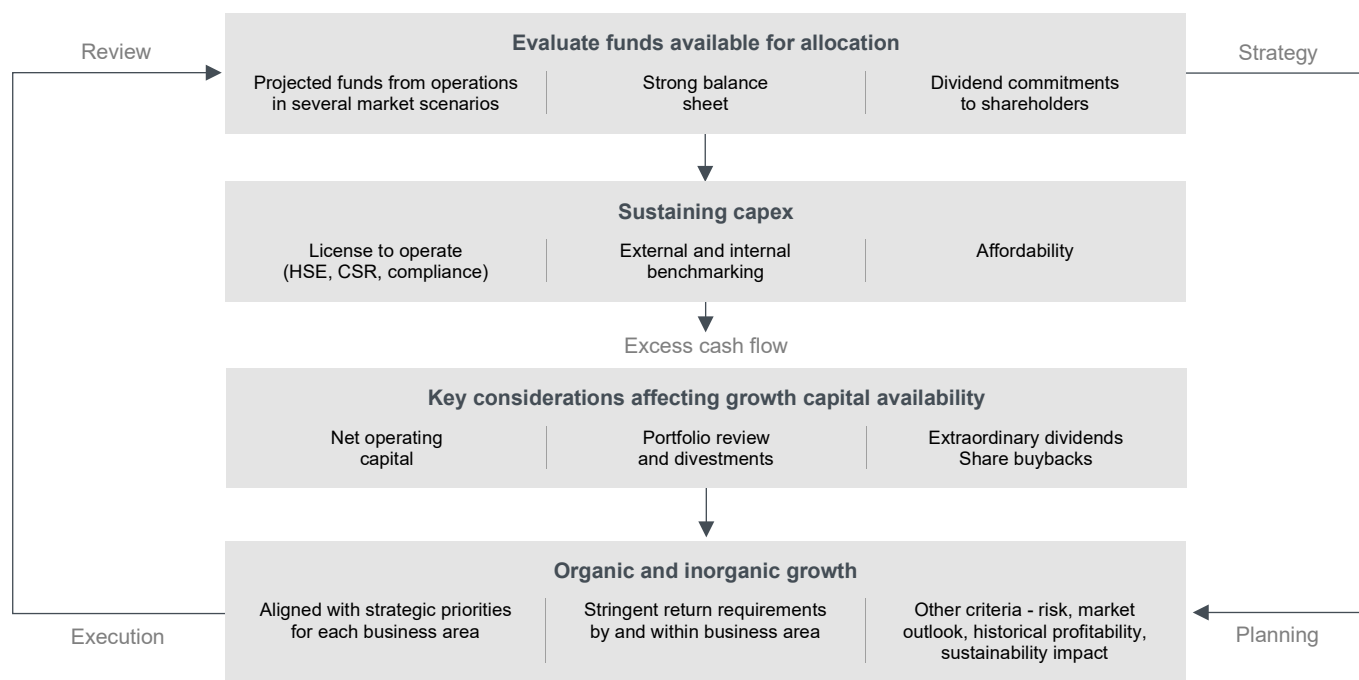 Review
Evaluate funds available for allocation
Strategy
Projected funds from operations
in several market scenarios
Strong balance
sheet
Dividend commitments
to shareholders
Sustaining capex
License to operate
(HSE, CSR, compliance)
External and internal
benchmarking
Affordability
Excess cash flow
Key considerations affecting growth capital availability
Net operating
capital
Portfolio review
and divestments
Extraordinary dividends
Share buybacks
Organic and inorganic growth
Aligned with strategic priorities
for each business area
Stringent return requirements
by and within business area
Other criteria - risk, market
outlook, historical profitability,
sustainability impact
Execution
Planning